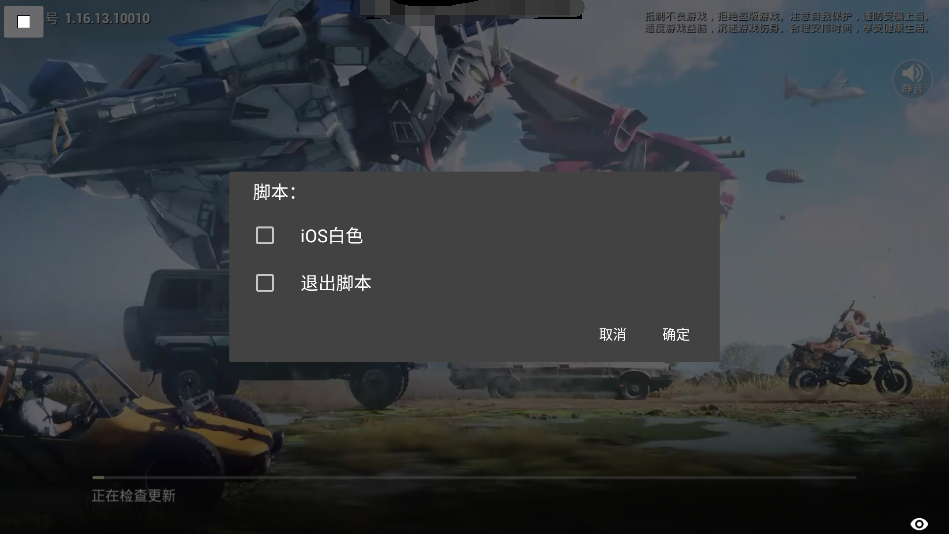 号 1.16.13.10010
抵制不良游戏，拒绝盗版游戏。注意自我保护，谨防受骗上当。
适度游戏益脑，沉迷游戏伤身。合理安排时间，享受健康生活。
静音
脚本：
iOS白色
退出脚本
取消 确定
正在检查更新